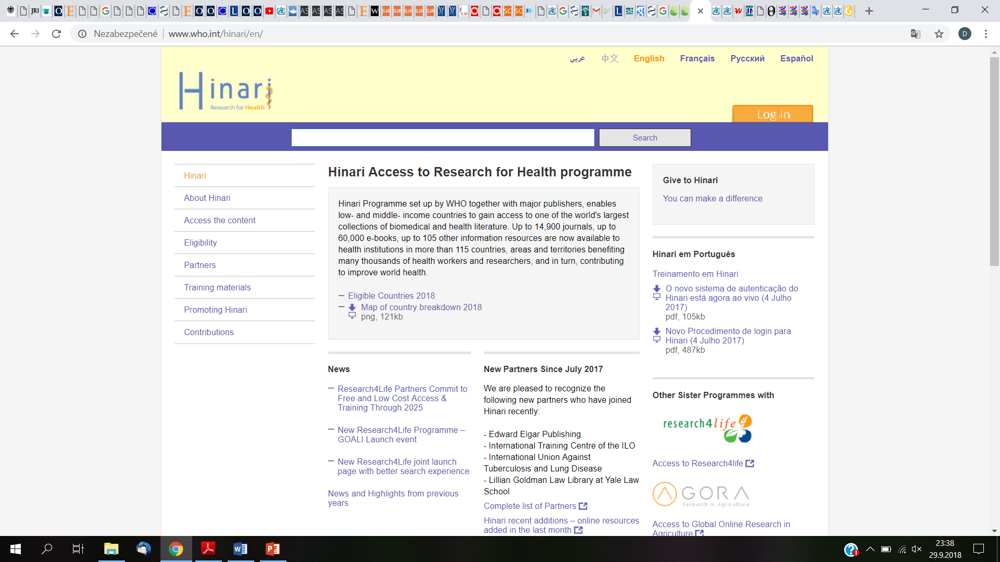 Nezabezpečené
www.who.int/hinari/en/
D
عربي
中文
English
Français
Русский
Español
Hinari
Research for Health
Log in
Search
Hinari
About Hinari
Access the content
Eligibility
Partners
Training materials
Promoting Hinari
Contributions
Hinari Access to Research for Health programme
Hinari Programme set up by WHO together with major publishers, enables
low- and middle- income countries to gain access to one of the world's largest
collections of biomedical and health literature. Up to 14,900 journals, up to
60,000 e-books, up to 105 other information resources are now available to
health institutions in more than 115 countries, areas and territories benefiting
many thousands of health workers and researchers, and in turn, contributing
to improve world health.
– Eligible Countries 2018
– Map of country breakdown 2018
png, 121kb
News
– Research4Life Partners Commit to
Free and Low Cost Access &
Training Through 2025
– New Research4Life Programme –
GOALI Launch event
– New Research4Life joint launch
page with better search experience
News and Highlights from previous
years
New Partners Since July 2017
We are pleased to recognize the
following new partners who have joined
Hinari recently:
- Edward Elgar Publishing
- International Training Centre of the ILO
- International Union Against
Tuberculosis and Lung Disease
- Lillian Goldman Law Library at Yale Law
School
Complete list of Partners
Hinari recent additions – online resources
added in the last month
Give to Hinari
You can make a difference
Hinari em Português
Treinamento em Hinari
O novo sistema de autenticação do
Hinari está agora ao vivo (4 Julho
2017)
pdf, 105kb
Novo Procedimento de login para
Hinari (4 Julho 2017)
pdf, 487kb
Other Sister Programmes with
research4life
Access to Research4life
AGORA
Research in Agriculture
Access to Global Online Research in
Agriculture
23:38
29.9.2018